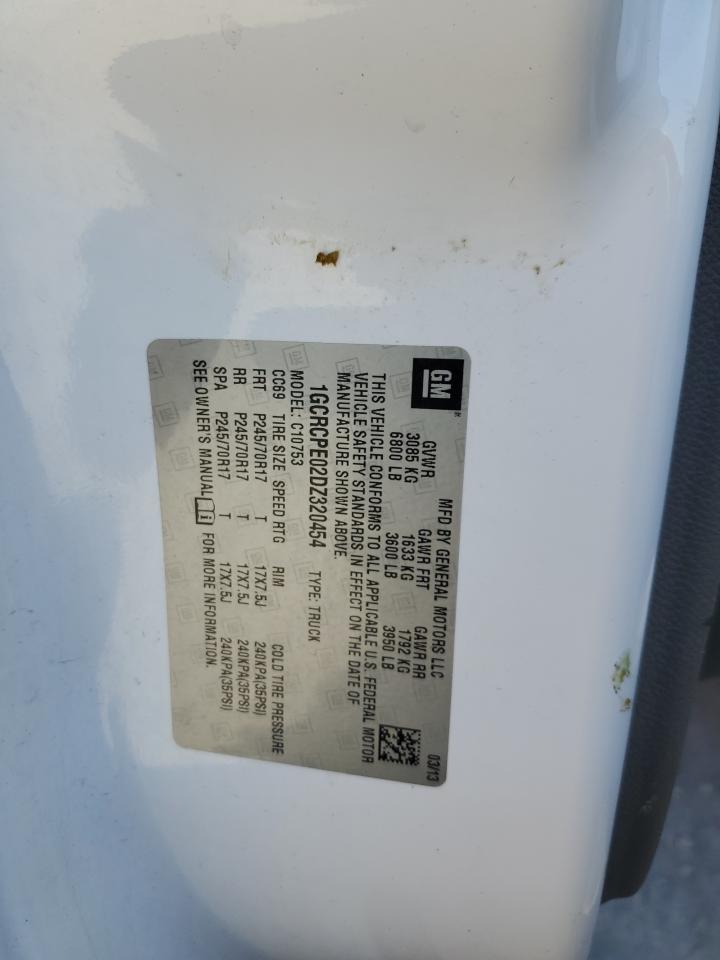 GM
MFD BY GENERAL MOTORS LLC 03/13
GVWR GAWR FRT GAWR RR
3085 KG 1633 KG 1792 KG
6800 LB 3600 LB 3950 LB
THIS VEHICLE CONFORMS TO ALL APPLICABLE U.S. FEDERAL MOTOR
VEHICLE SAFETY STANDARDS IN EFFECT ON THE DATE OF
MANUFACTURE SHOWN ABOVE.
1GCRCPE02DZ320454 TYPE: TRUCK
MODEL: C10753
CC69 TIRE SIZE SPEED RTG RIM COLD TIRE PRESSURE
FRT P245/70R17 T 17X7.5J 240KPA(35PSI)
RR P245/70R17 T 17X7.5J 240KPA(35PSI)
SPA P245/70R17 T 17X7.5J 240KPA(35PSI)
SEE OWNER'S MANUAL FOR MORE INFORMATION.